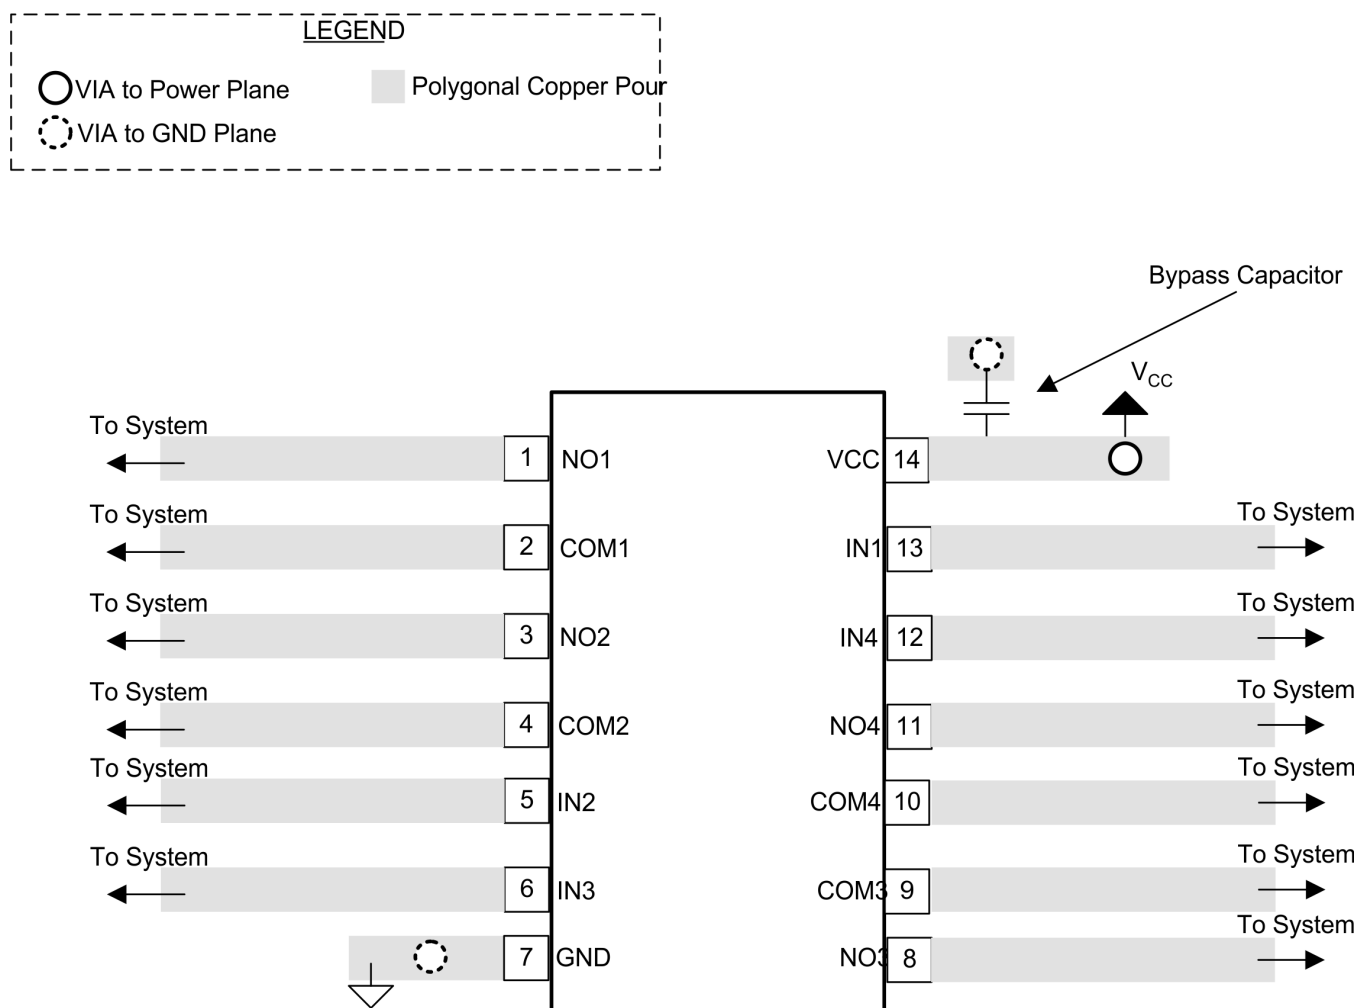 LEGEND
VIA to Power Plane
Polygonal Copper Pour
VIA to GND Plane
Bypass Capacitor
VCC
To System
1 NO1
VCC 14
To System
To System
2 COM1
IN1 13
To System
To System
3 NO2
IN4 12
To System
To System
4 COM2
NO4 11
To System
To System
5 IN2
COM4 10
To System
To System
6 IN3
COM3 9
To System
7 GND
NO3 8